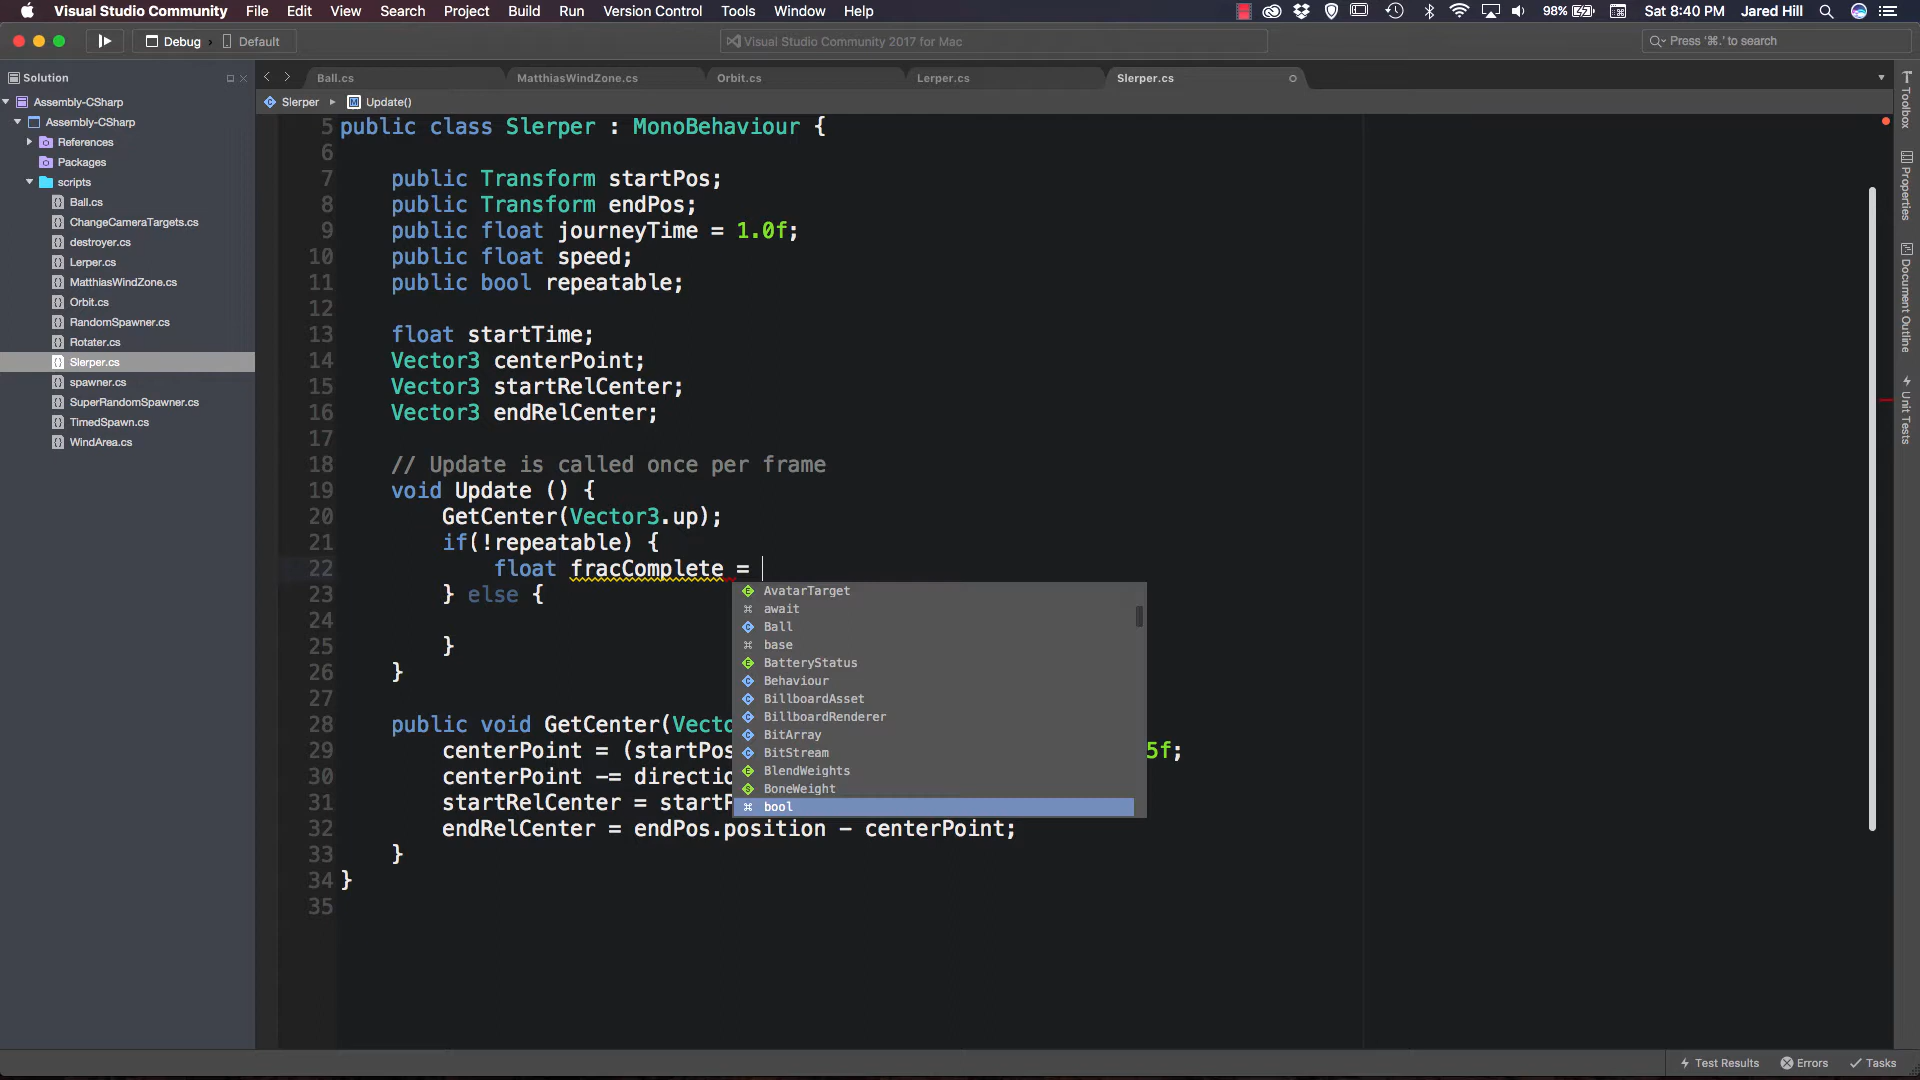 Visual Studio Community File Edit View Search Project Build Run Version Control Tools Window Help 98% Sat 8:40 PM Jared Hill
Debug Default Visual Studio Community 2017 for Mac Press '⌘.' to search
Solution
Assembly-CSharp
Assembly-CSharp
References
Packages
scripts
Ball.cs
ChangeCameraTargets.cs
destroyer.cs
Lerper.cs
MatthiasWindZone.cs
Orbit.cs
RandomSpawner.cs
Rotater.cs
Slerper.cs
spawner.cs
SuperRandomSpawner.cs
TimedSpawn.cs
WindArea.cs
Ball.cs MatthiasWindZone.cs Orbit.cs Lerper.cs Slerper.cs
Slerper Update()
5 public class Slerper : MonoBehaviour {
6
7 public Transform startPos;
8 public Transform endPos;
9 public float journeyTime = 1.0f;
10 public float speed;
11 public bool repeatable;
12
13 float startTime;
14 Vector3 centerPoint;
15 Vector3 startRelCenter;
16 Vector3 endRelCenter;
17
18 // Update is called once per frame
19 void Update () {
20 GetCenter(Vector3.up);
21 if(!repeatable) {
22 float fracComplete =
23 } else {
24
25 }
26 }
27
28 public void GetCenter(Vecto
29 centerPoint = (startPos 5f;
30 centerPoint -= directio
31 startRelCenter = startP
32 endRelCenter = endPos.position - centerPoint;
33 }
34 }
35
AvatarTarget
await
Ball
base
BatteryStatus
Behaviour
BillboardAsset
BillboardRenderer
BitArray
BitStream
BlendWeights
BoneWeight
bool
Toolbox
Properties
Document Outline
Unit Tests
Test Results Errors Tasks